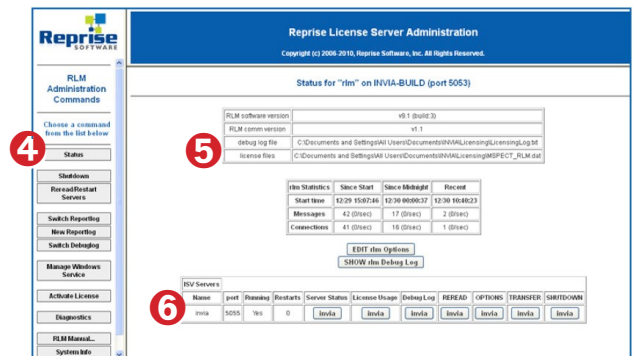 Reprise
SOFTWARE
Reprise License Server Administration
Copyright (c) 2006-2010, Reprise Software, Inc. All Rights Reserved.
RLM
Administration
Commands
Choose a command
from the list below
4
Status
Shutdown
Reread/Restart
Servers
Switch Reportlog
New Reportlog
Switch Debuglog
Manage Windows
Service
Activate License
Diagnostics
RLM Manual...
System Info
Status for "rlm" on INVIA-BUILD (port 5053)
5
RLM software version v9.1 (build:3)
RLM comm version v1.1
debug log file C:\Documents and Settings\All Users\Documents\INVIA\Licensing\LicensingLog.txt
license files C:\Documents and Settings\All Users\Documents\INVIA\Licensing\MSPECT_RLM.dat
rlm Statistics Since Start Since Midnight Recent
Start time 12/29 15:07:46 12/30 00:00:37 12/30 10:40:23
Messages 42 (0/sec) 17 (0/sec) 2 (0/sec)
Connections 41 (0/sec) 16 (0/sec) 1 (0/sec)
EDIT rlm Options
SHOW rlm Debug Log
6
ISV Servers
Name port Running Restarts Server Status License Usage Debug Log REREAD OPTIONS TRANSFER SHUTDOWN
invia 5055 Yes 0 invia invia invia invia invia invia invia